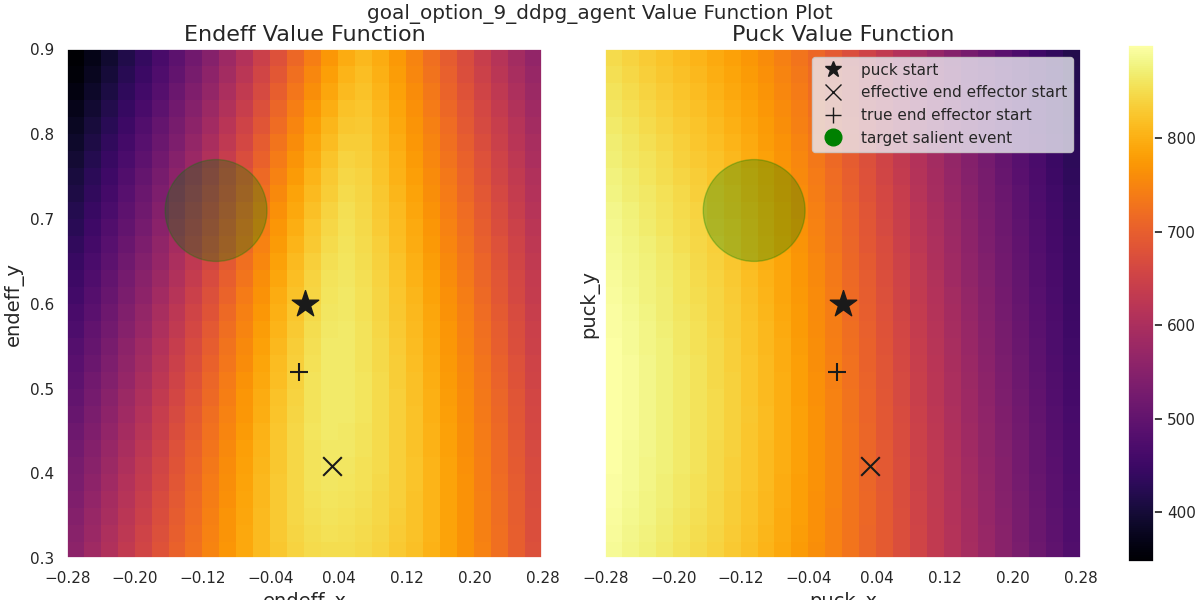 goal_option_9_ddpg_agent Value Function Plot
Endeff Value Function
Puck Value Function
puck start
effective end effector start
true end effector start
target salient event
endeff_y
0.9
0.8
0.7
0.6
0.5
0.4
0.3
−0.28 −0.20 −0.12 −0.04 0.04 0.12 0.20 0.28
endeff_x
puck_y
−0.28 −0.20 −0.12 −0.04 0.04 0.12 0.20 0.28
puck_x
800
700
600
500
400